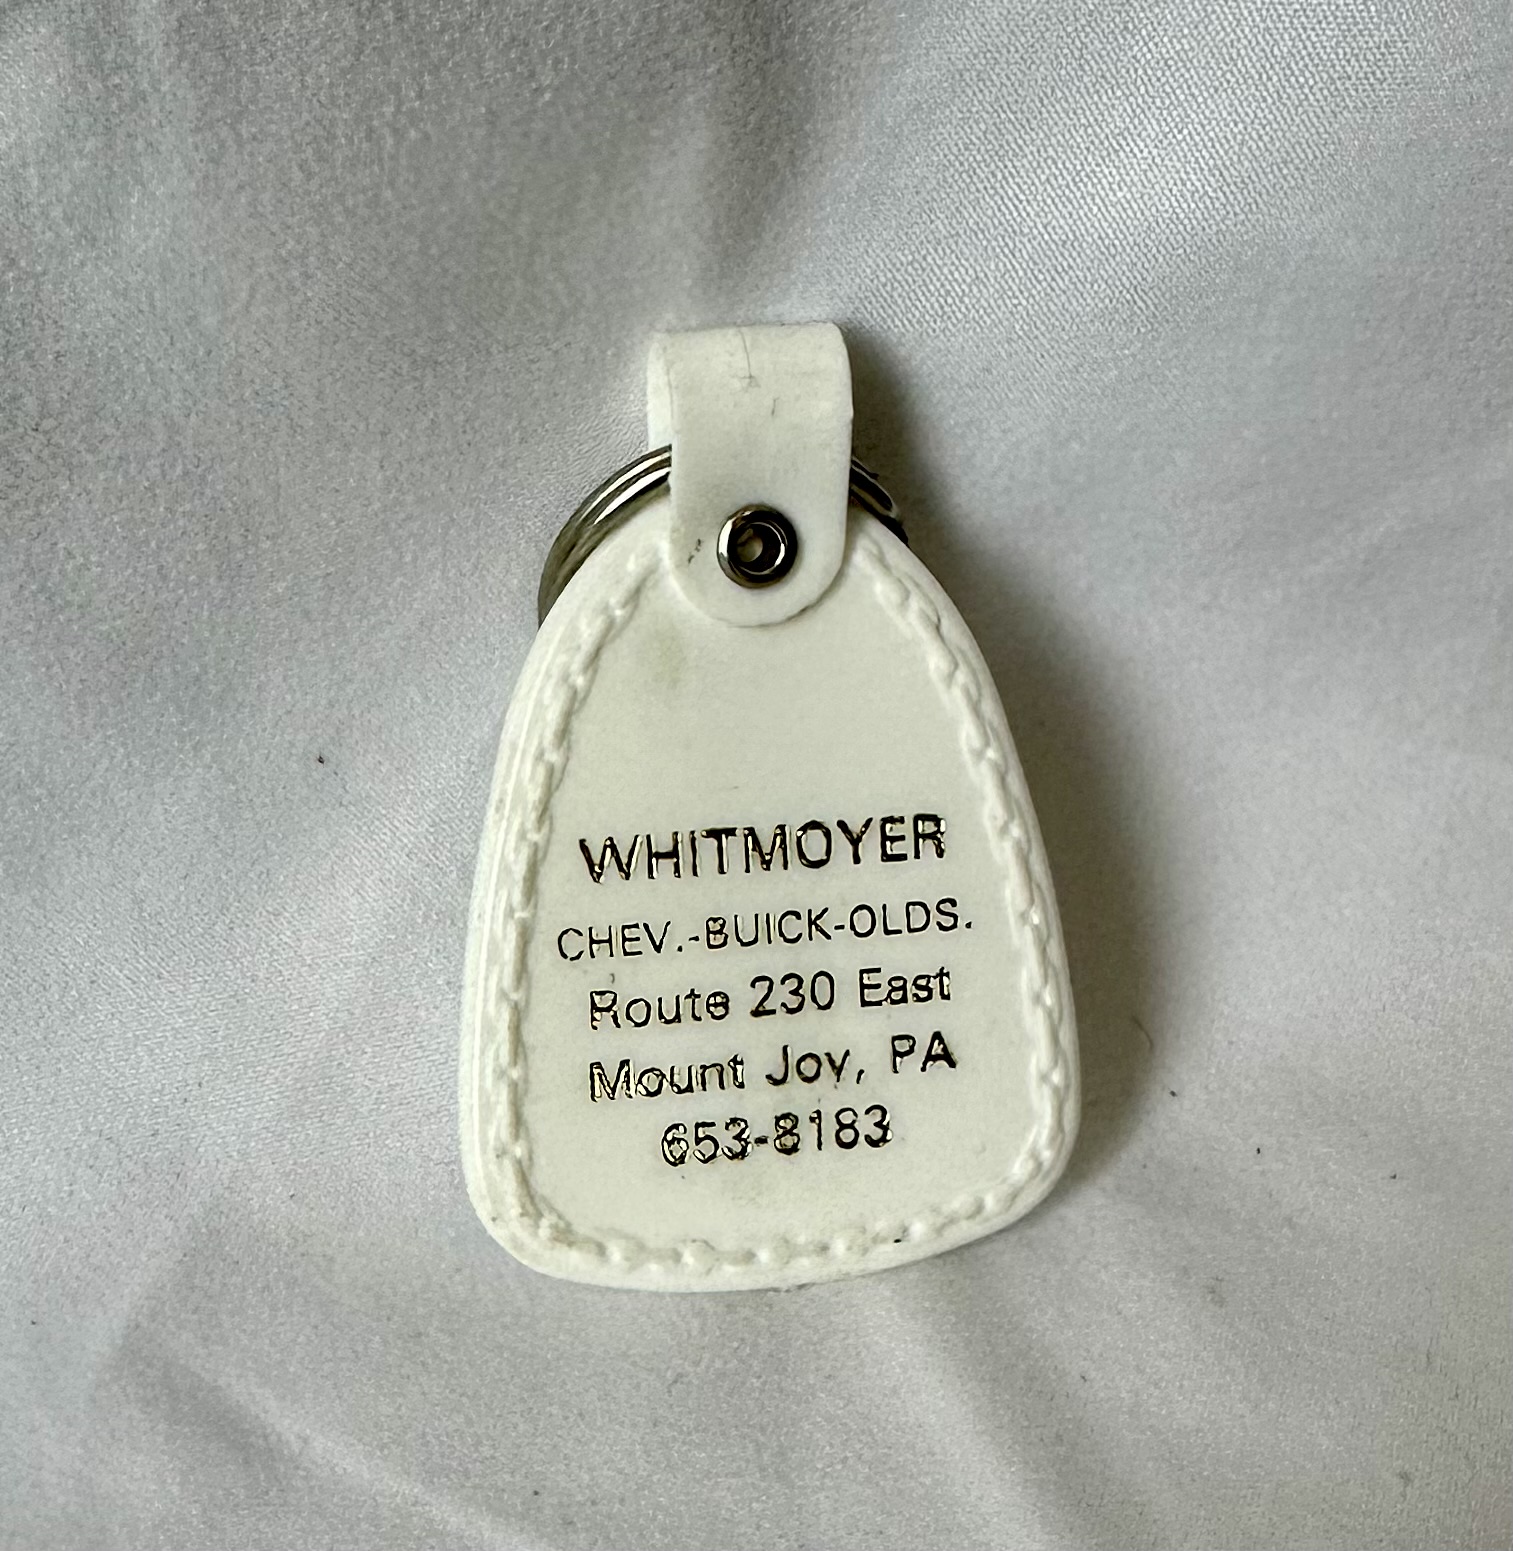 WHITMOYER
CHEV.-BUICK-OLDS.
Route 230 East
Mount Joy, PA
653-8183